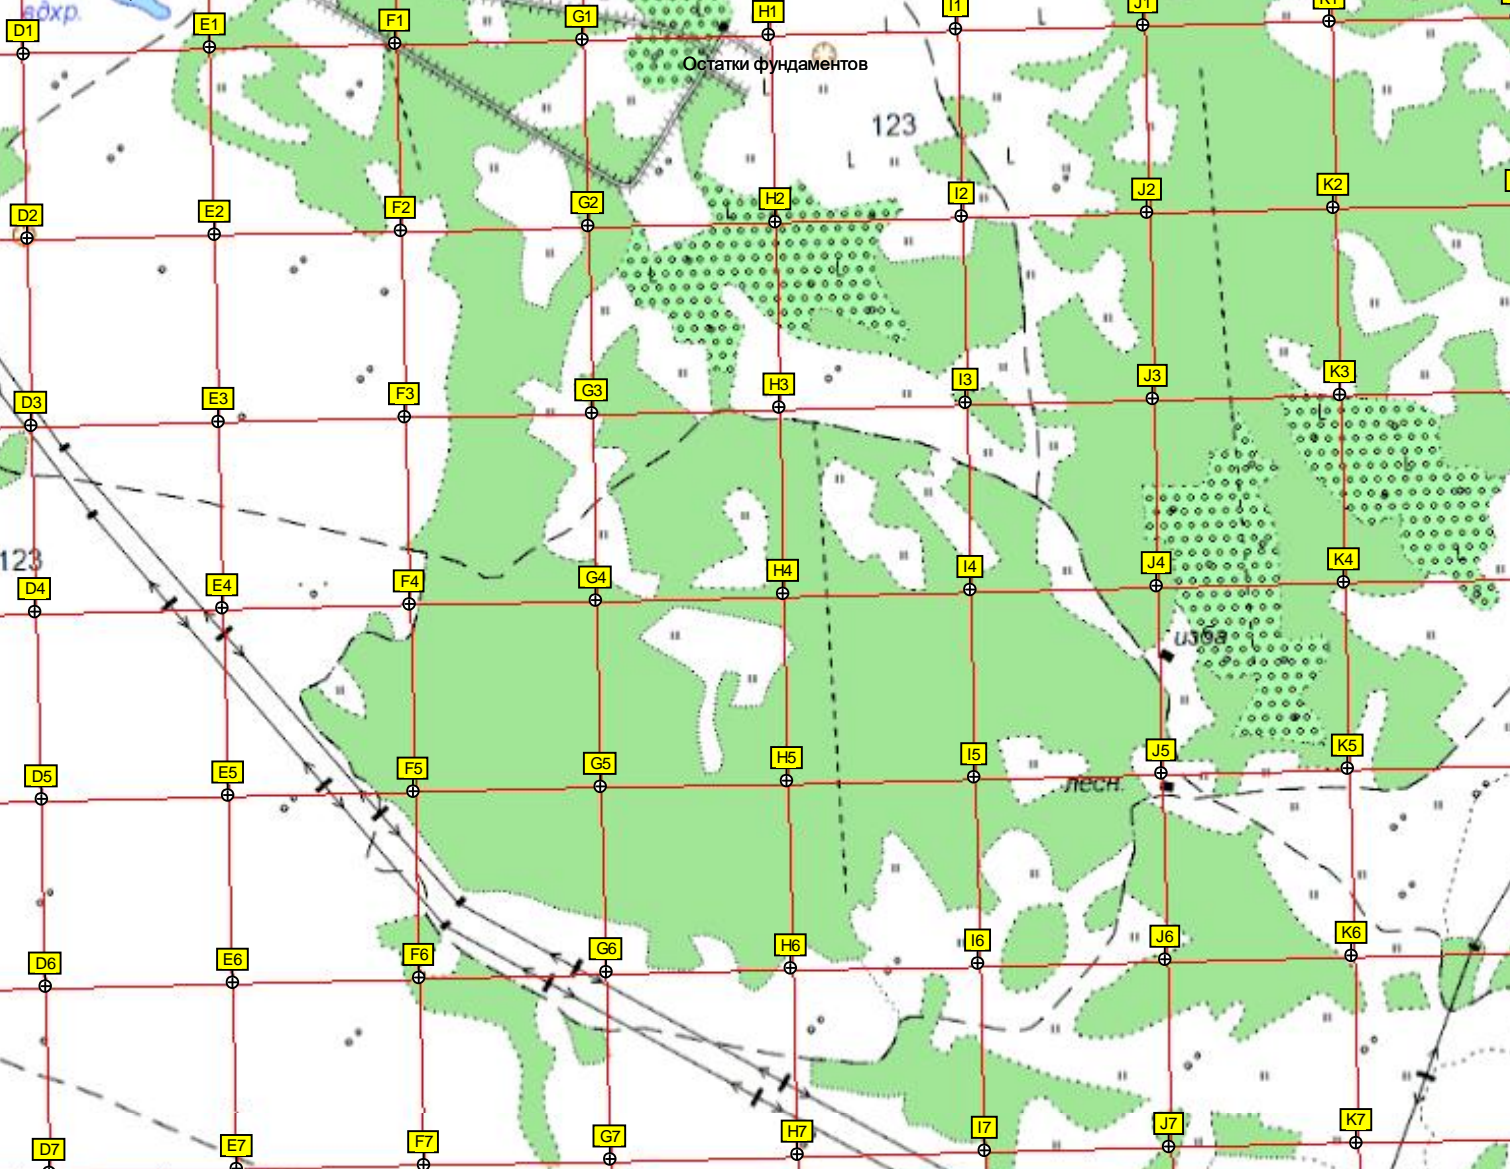 вдхр.
D1 E1 F1 G1 H1 I1 J1 K1
Остатки фундаментов
123
D2 E2 F2 G2 H2 I2 J2 K2
D3 E3 F3 G3 H3 I3 J3 K3
123
D4 E4 F4 G4 H4 I4 J4 K4
изба
D5 E5 F5 G5 H5 I5 J5 K5
лесн.
D6 E6 F6 G6 H6 I6 J6 K6
D7 E7 F7 G7 H7 I7 J7 K7